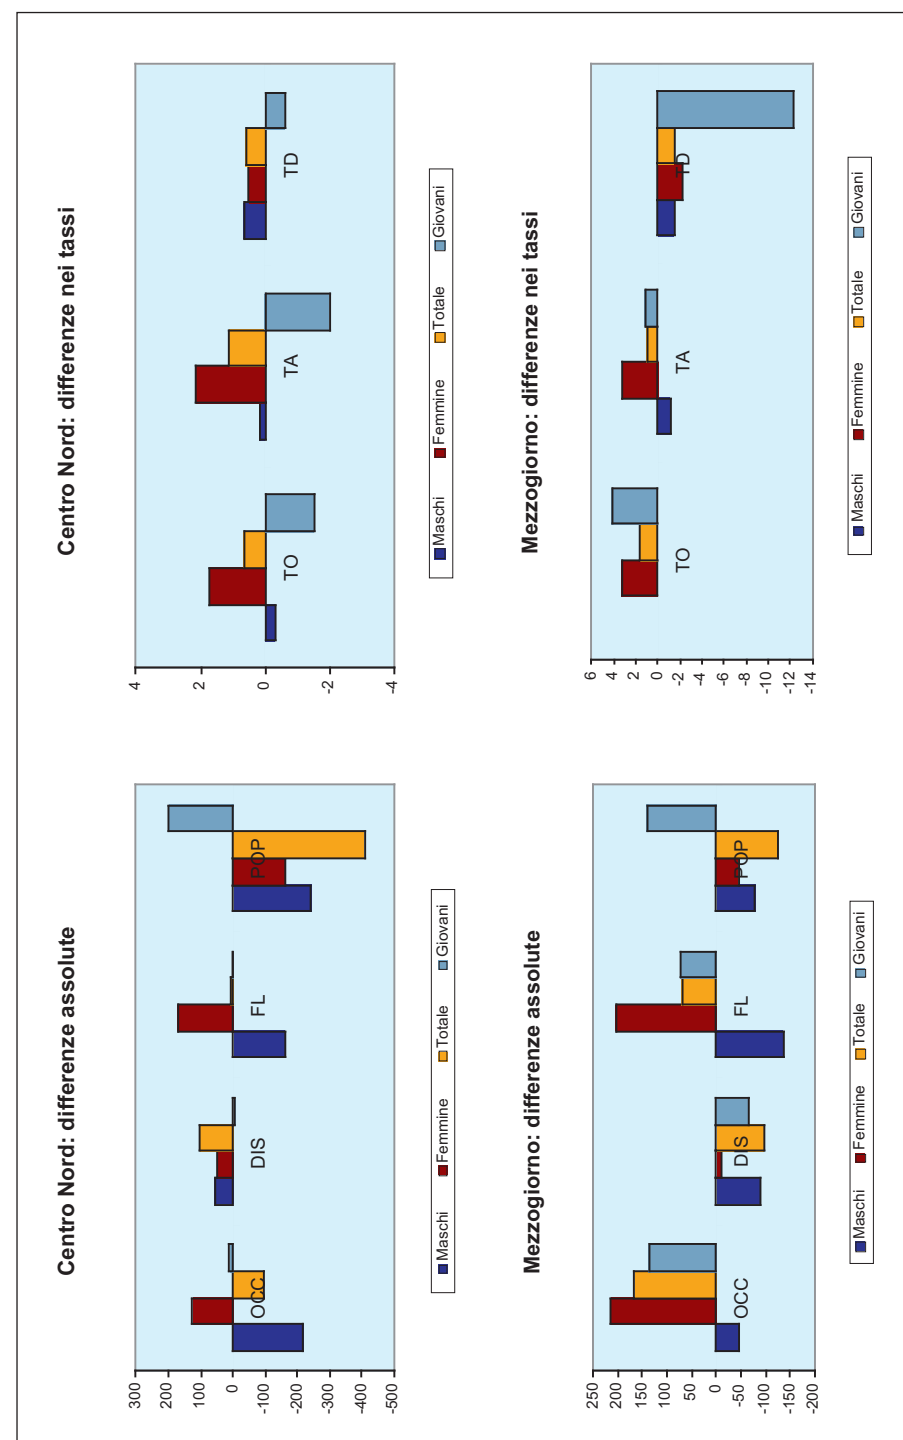 Centro Nord: differenze assolute
300
200
100
0
-100
-200
-300
-400
-500
OCC
DIS
FL
POP
Maschi
Femmine
Totale
Giovani
Centro Nord: differenze nei tassi
4
2
0
-2
-4
TO
TA
TD
Maschi
Femmine
Totale
Giovani
Mezzogiorno: differenze assolute
250
200
150
100
50
0
-50
-100
-150
-200
OCC
DIS
FL
POP
Maschi
Femmine
Totale
Giovani
Mezzogiorno: differenze nei tassi
6
4
2
0
-2
-4
-6
-8
-10
-12
-14
TO
TA
TD
Maschi
Femmine
Totale
Giovani